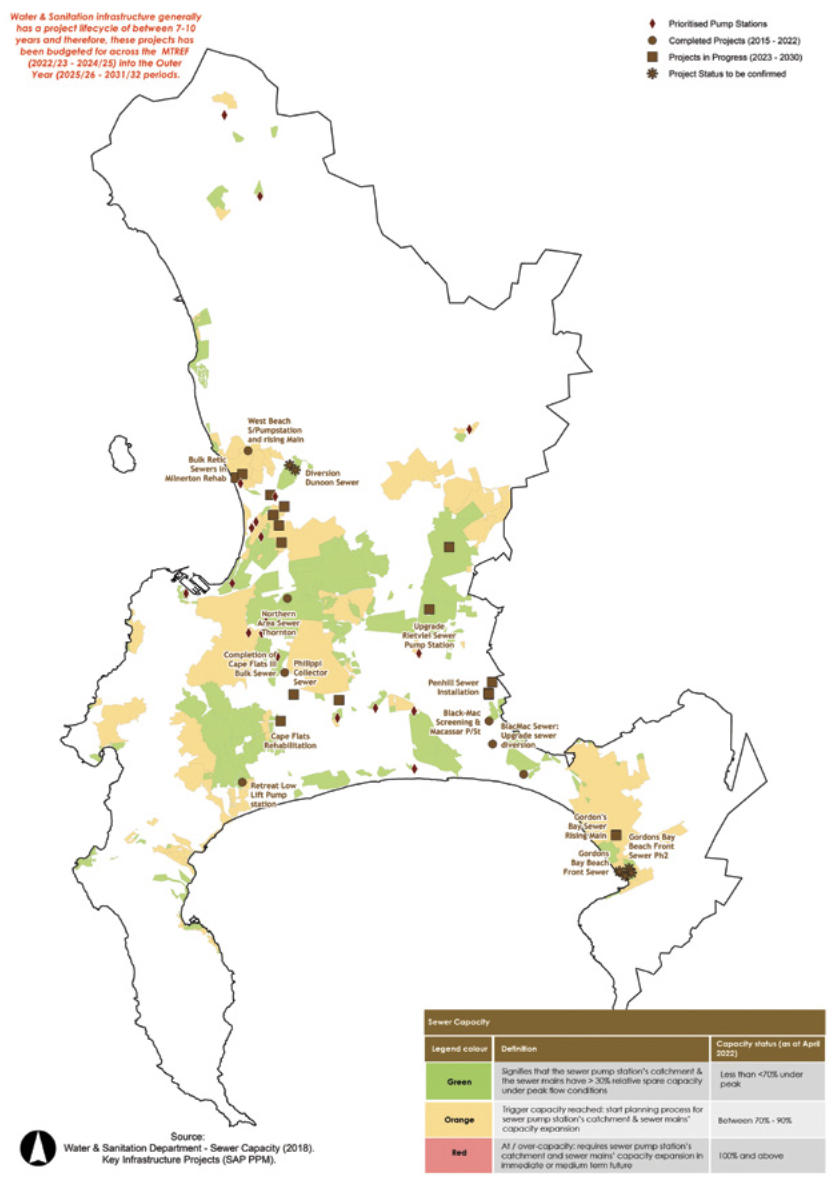 Water & Sanitation infrastructure generally
has a project lifecycle of between 7-10
years and therefore, these projects has
been budgeted for across the MTREF
(2022/23 - 2024/25) into the Outer
Year (2025/26 - 2031/32 periods.
Prioritised Pump Stations
Completed Projects (2015 - 2022)
Projects in Progress (2023 - 2030)
Project Status to be confirmed
West Beach
S/Pumpstation
and rising Main
Bulk Retic
Sewers in
Milnerton Rehab
Diversion
Dunoon Sewer
Northern
Area Sewer
Thornton
Upgrade
Rietvlei Sewer
Pump Station
Completion of
Cape Flats III
Bulk Sewer
Philippi
Collector
Sewer
Penhill Sewer
Installation
Black-Mac
Screening &
Macassar P/St
BlacMac Sewer:
Upgrade sewer
diversion
Cape Flats
Rehabilitation
Retreat Low
Lift Pump
station
Gordon's
Bay Sewer
Rising Main
Gordons Bay
Beach Front
Sewer Ph2
Gordons
Bay Beach
Front Sewer
Sewer Capacity
Legend colour
Definition
Capacity status (as at April
2022)
Green
Signifies that the sewer pump station's catchment &
the sewer mains have > 30% relative spare capacity
under peak flow conditions
Less than <70% under
peak
Orange
Trigger capacity reached: start planning process for
sewer pump station's catchment & sewer mains'
capacity expansion
Between 70% - 90%
Red
At / over-capacity: requires sewer pump station's
catchment and sewer mains' capacity expansion in
immediate or medium term future
100% and above
Source:
Water & Sanitation Department - Sewer Capacity (2018).
Key Infrastructure Projects (SAP PPM).